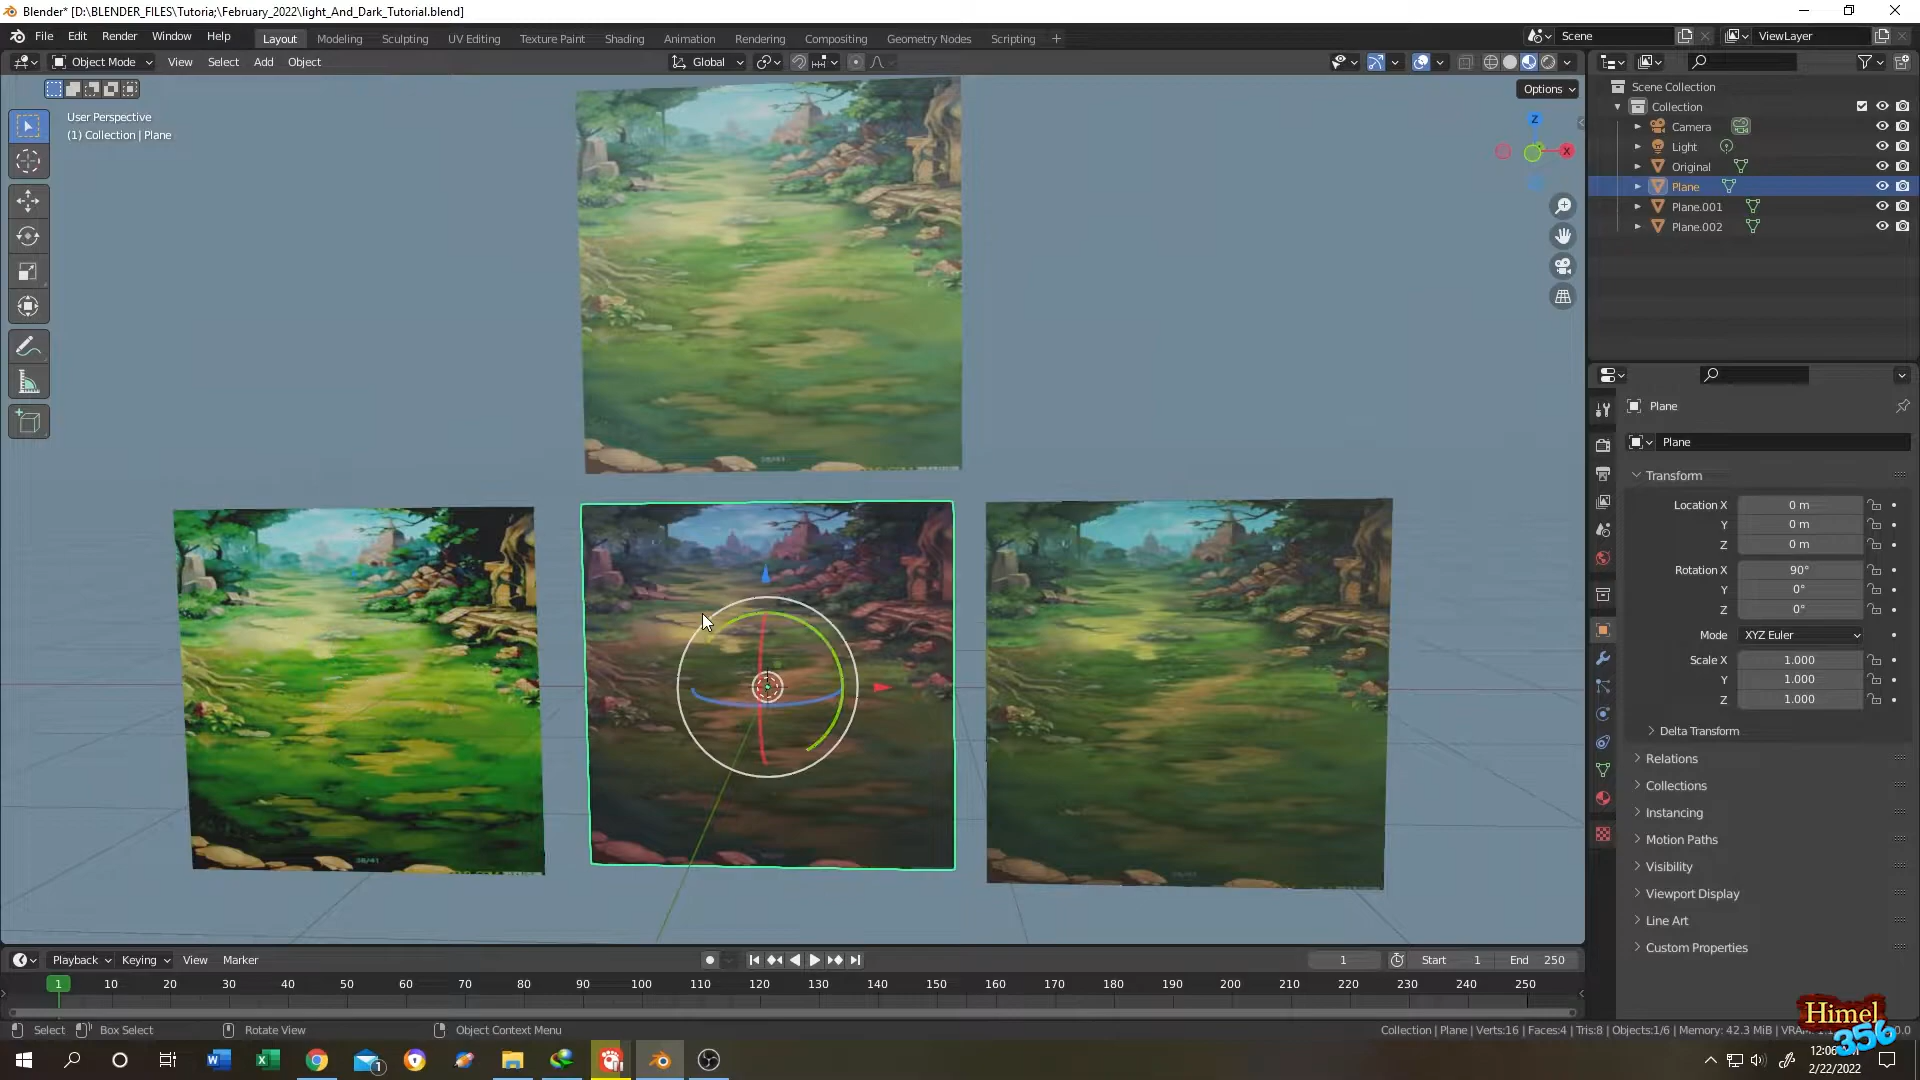 Blender* [D:\BLENDER_FILES\Tutoria;\February_2022\light_And_Dark_Tutorial.blend]
File Edit Render Window Help Layout Modeling Sculpting UV Editing Texture Paint Shading Animation Rendering Compositing Geometry Nodes Scripting + Scene ViewLayer
Object Mode View Select Add Object Global
Options
User Perspective
(1) Collection | Plane
Z
X
Scene Collection
Collection
Camera
Light
Original
Plane
Plane.001
Plane.002
Plane
Plane
Transform
Location X 0 m
Y 0 m
Z 0 m
Rotation X 90°
Y 0°
Z 0°
Mode XYZ Euler
Scale X 1.000
Y 1.000
Z 1.000
Delta Transform
Relations
Collections
Instancing
Motion Paths
Visibility
Viewport Display
Line Art
Custom Properties
38/41
Playback Keying View Marker 1 Start 1 End 250
1 10 20 30 40 50 60 70 80 90 100 110 120 130 140 150 160 170 180 190 200 210 220 230 240 250
Select Box Select Rotate View Object Context Menu Collection | Plane | Verts:16 | Faces:4 | Tris:8 | Objects:1/6 | Memory: 42.3 MiB | VRAM:
Himel
356
2/22/2022